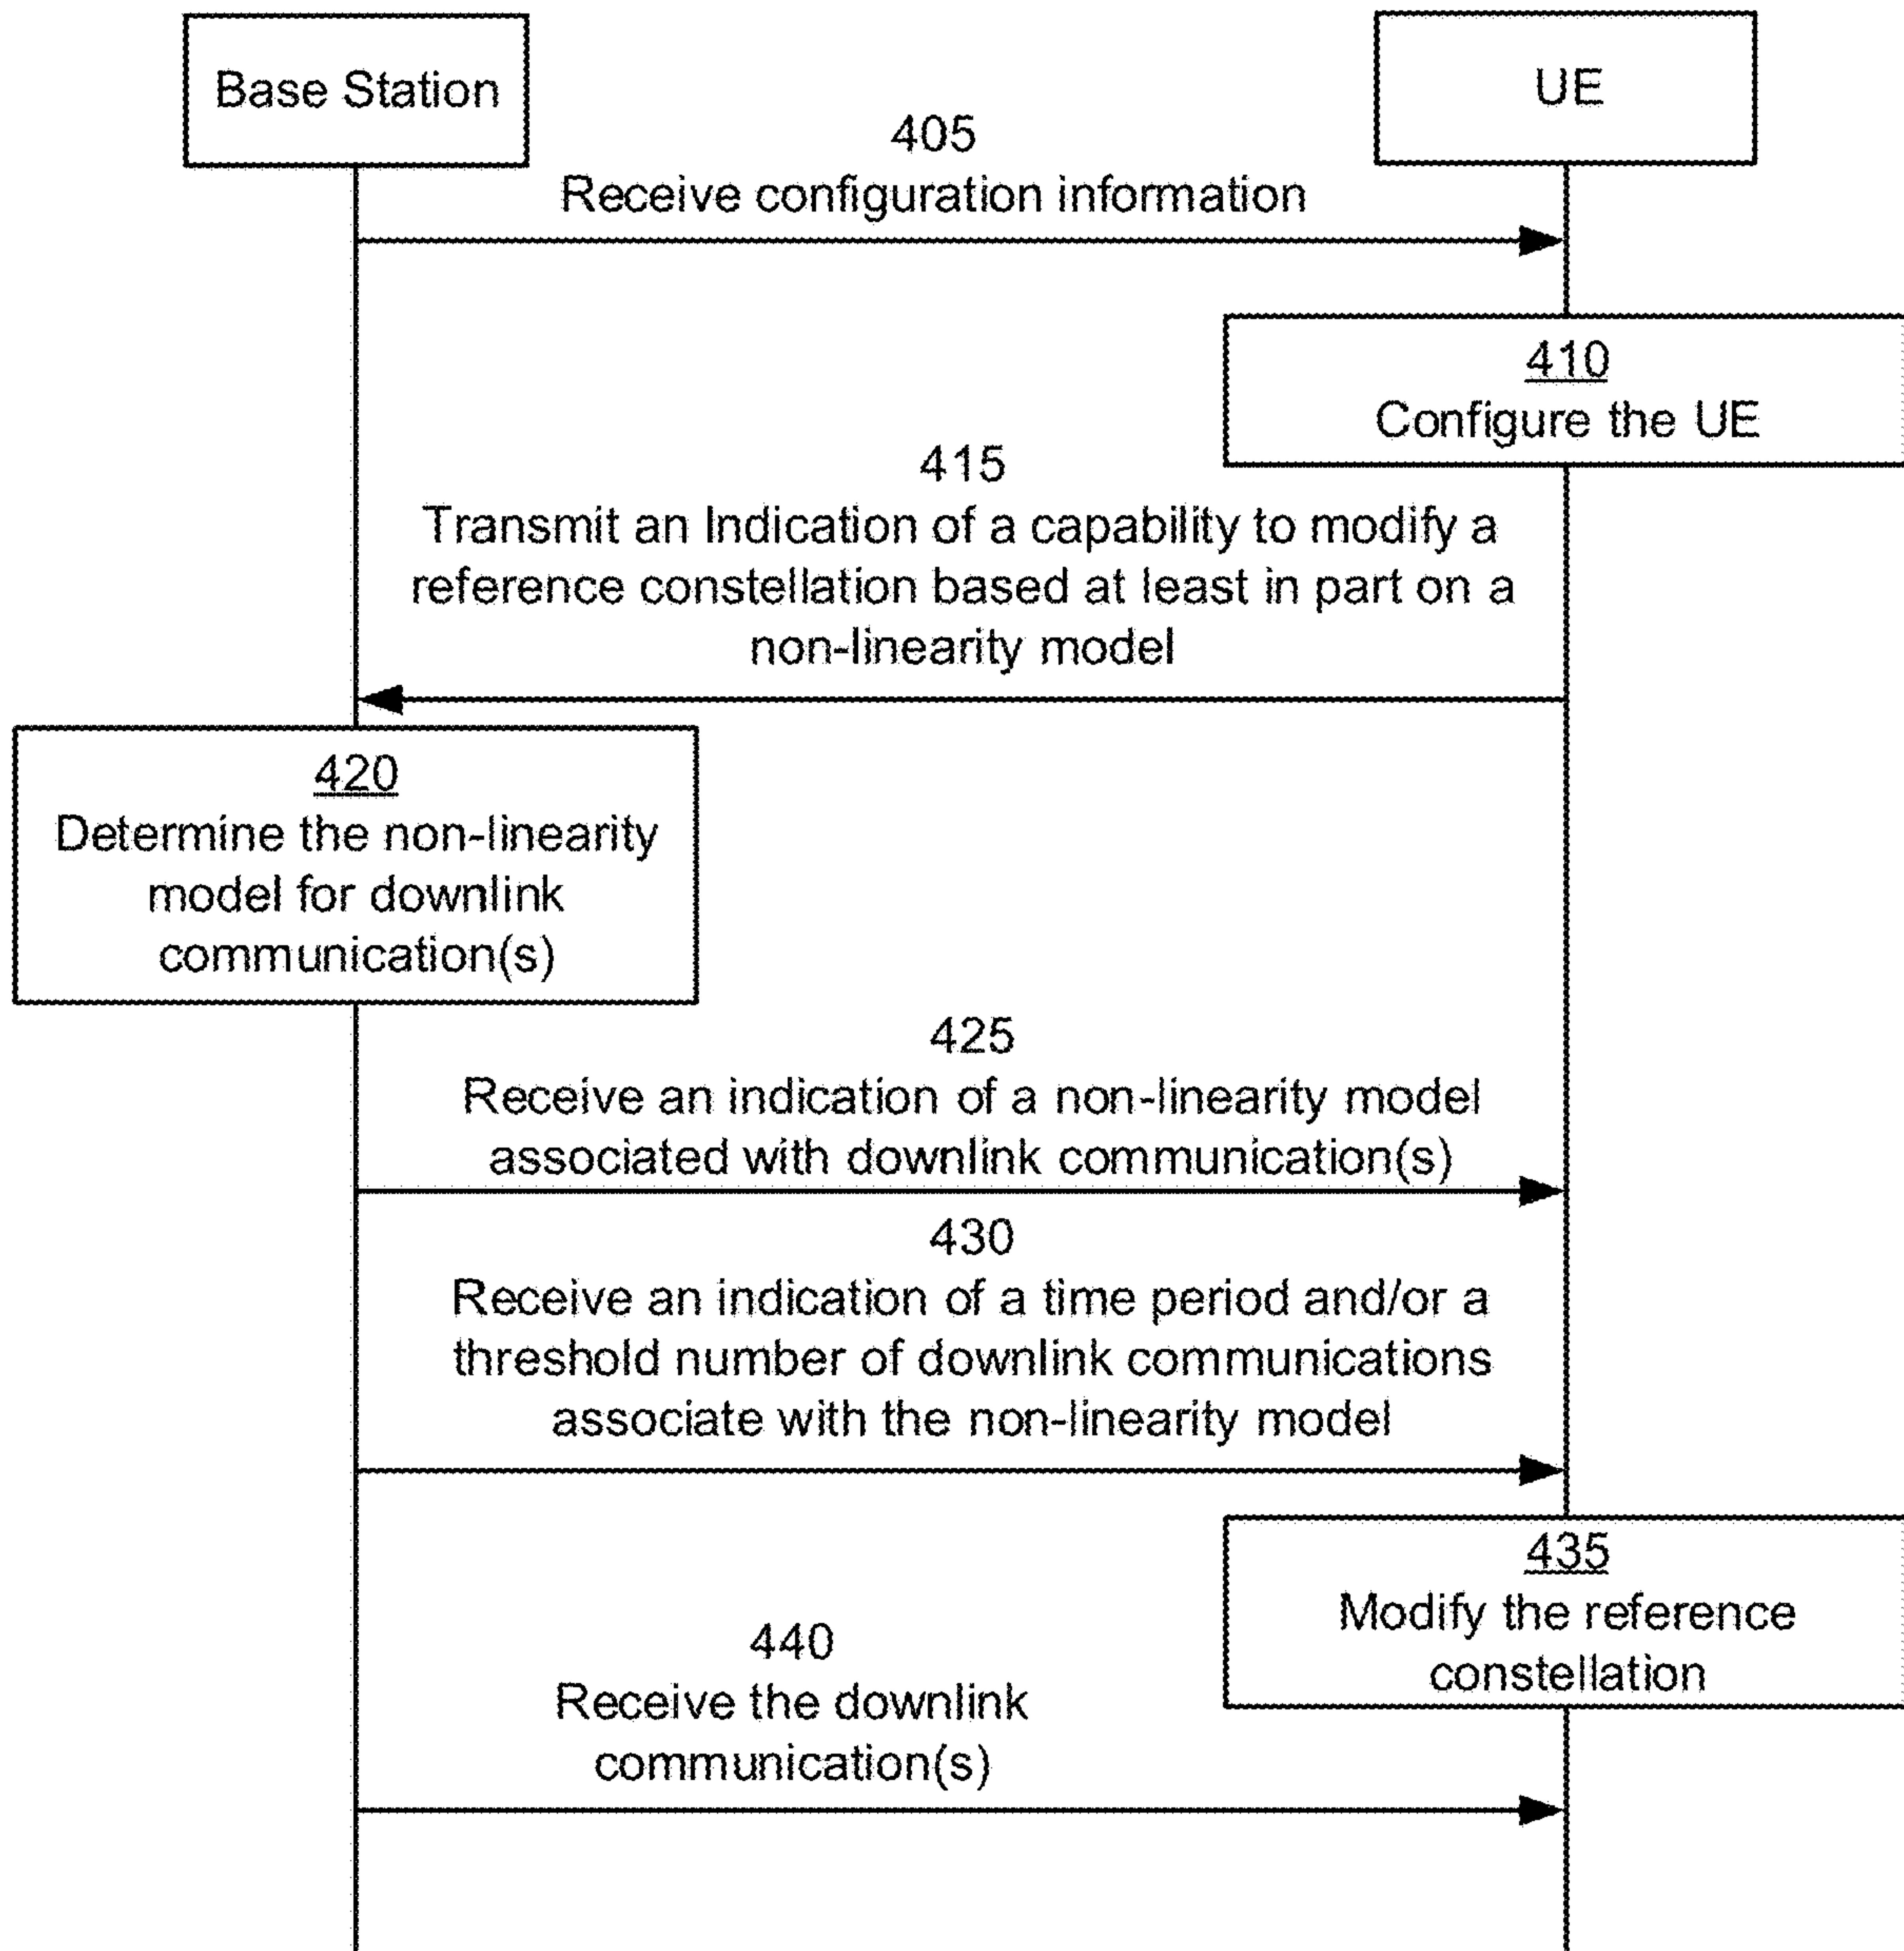 Base Station
UE
405
Receive configuration information
410
Configure the UE
415
Transmit an Indication of a capability to modify a
reference constellation based at least in part on a
non-linearity model
420
Determine the non-linearity
model for downlink
communication(s)
425
Receive an indication of a non-linearity model
associated with downlink communication(s)
430
Receive an indication of a time period and/or a
threshold number of downlink communications
associate with the non-linearity model
435
Modify the reference
constellation
440
Receive the downlink
communication(s)